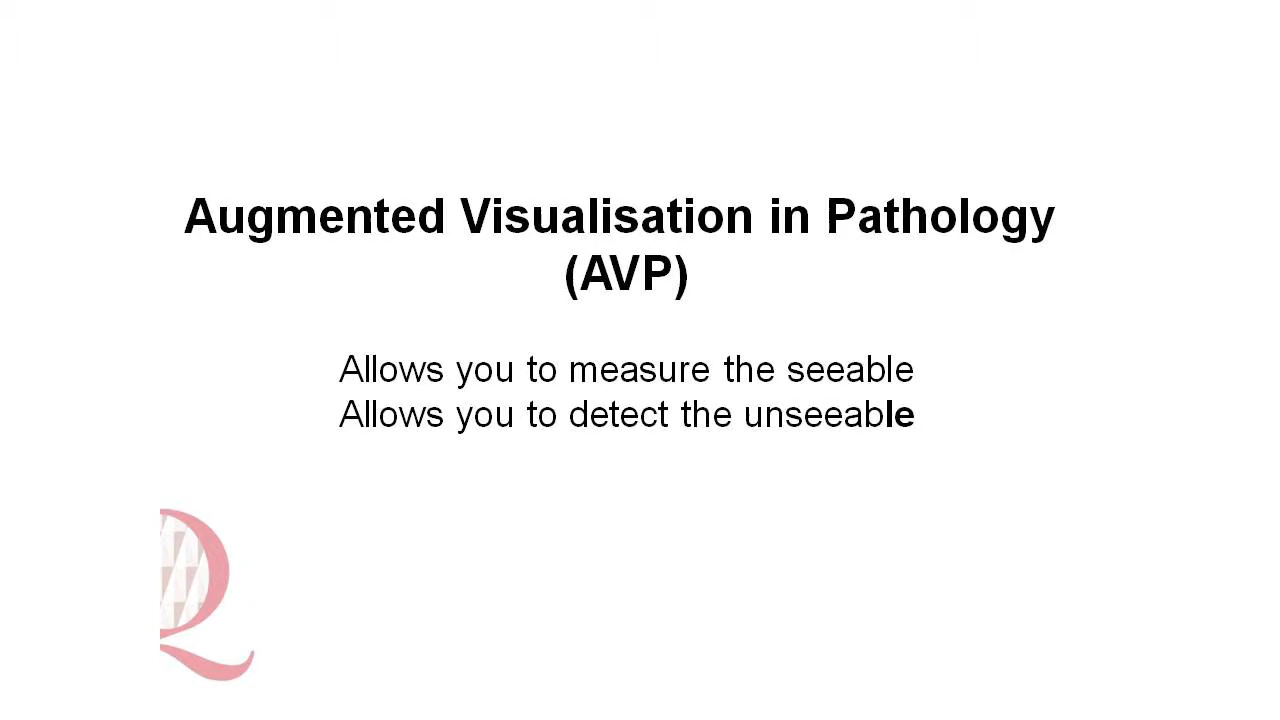 Augmented Visualisation in Pathology
(AVP)
Allows you to measure the seeable
Allows you to detect the unseeable
Q